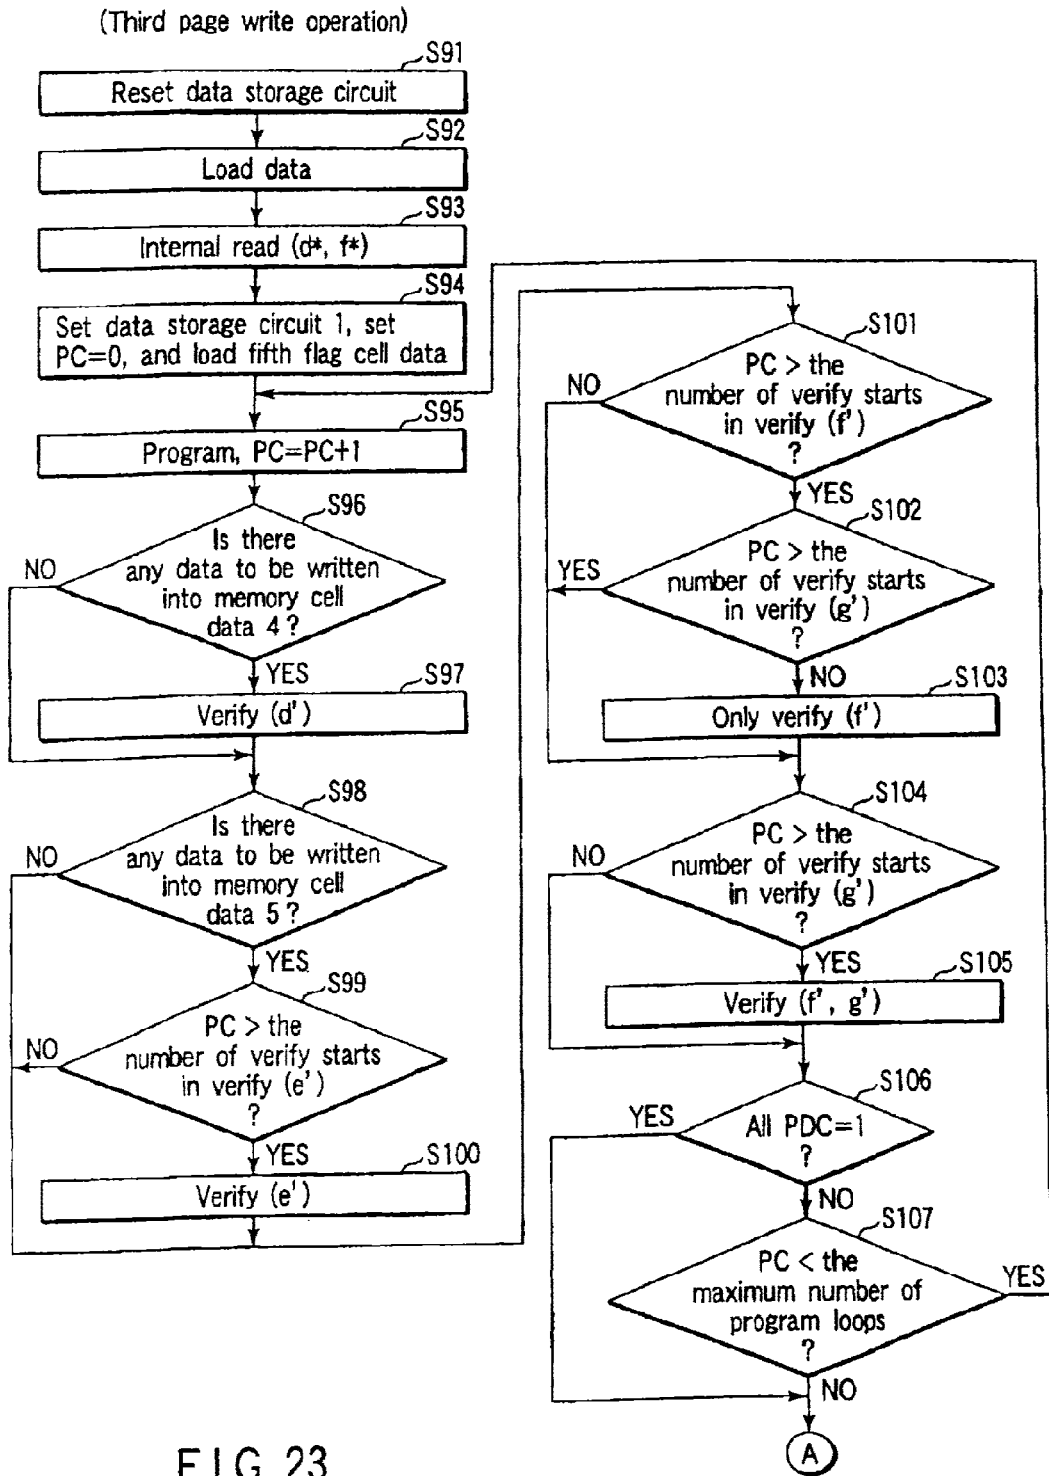 (Third page write operation)
S91
Reset data storage circuit
S92
Load data
S93
Internal read (d*, f*)
S94
Set data storage circuit 1, set
PC=0, and load fifth flag cell data
S95
Program, PC=PC+1
S96
Is there
any data to be written
into memory cell
data 4?
NO
YES
S97
Verify (d')
S98
Is there
any data to be written
into memory cell
data 5?
NO
YES
S99
PC > the
number of verify starts
in verify (e')
?
NO
YES
S100
Verify (e')
S101
PC > the
number of verify starts
in verify (f')
?
NO
YES
S102
PC > the
number of verify starts
in verify (g')
?
YES
NO
S103
Only verify (f')
S104
PC > the
number of verify starts
in verify (g')
?
NO
YES
S105
Verify (f', g')
S106
All PDC=1
?
YES
NO
S107
PC < the
maximum number of
program loops
?
YES
NO
A
FIG. 23